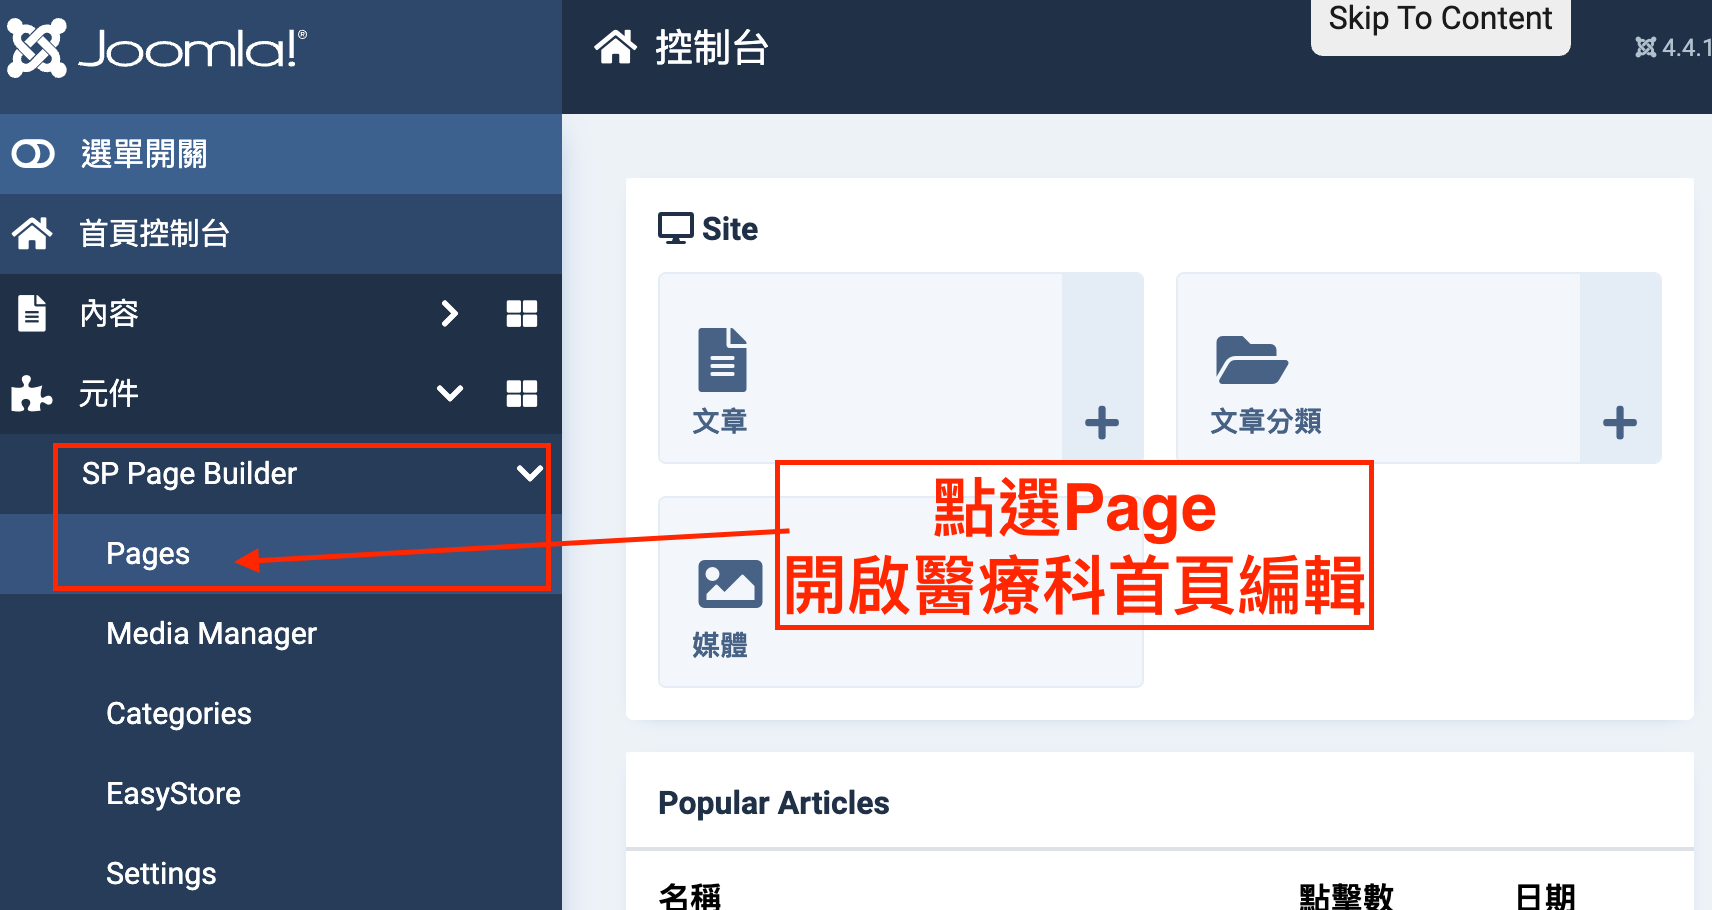 Joomla!®
選單開關
首頁控制台
內容
元件
SP Page Builder
Pages
Media Manager
Categories
EasyStore
Settings
控制台
Skip To Content
4.4.1
Site
文章
文章分類
媒體
點選Page
開啟醫療科首頁編輯
Popular Articles
名稱
點擊數
日期